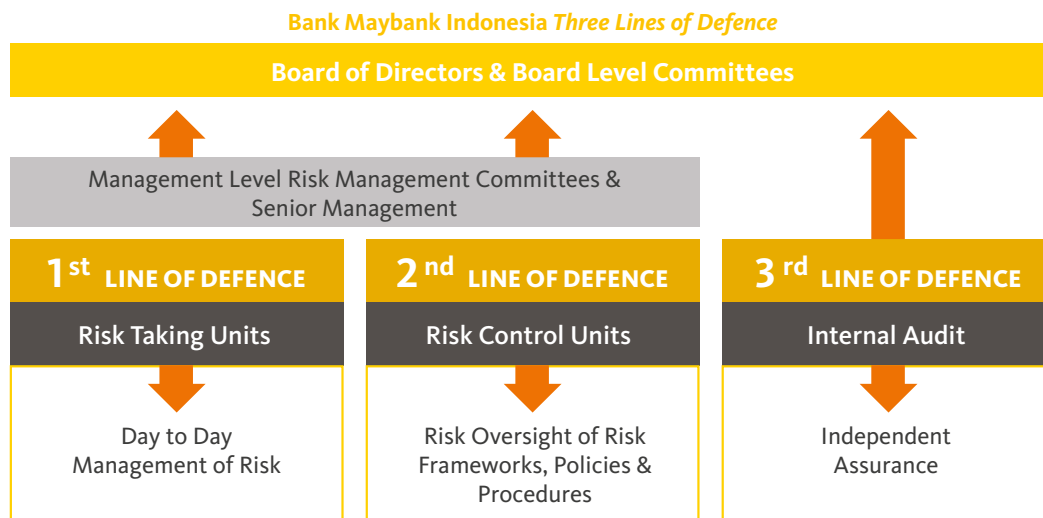 Bank Maybank Indonesia Three Lines of Defence
Board of Directors & Board Level Committees
Management Level Risk Management Committees &
Senior Management
1st LINE OF DEFENCE
Risk Taking Units
Day to Day
Management of Risk
2nd LINE OF DEFENCE
Risk Control Units
Risk Oversight of Risk
Frameworks, Policies &
Procedures
3rd LINE OF DEFENCE
Internal Audit
Independent
Assurance